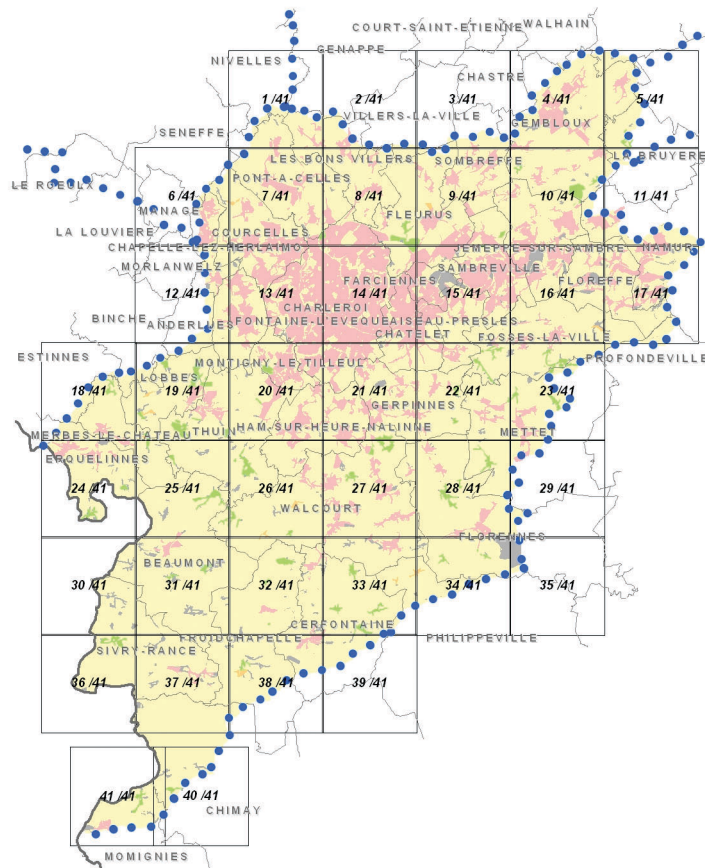 COURT-SAINT-ETIENNE WALHAIN
GENAPPE
NIVELLES
CHASTRE
1 /41 2 /41 3 /41 4 /41 5 /41
VILLERS-LA-VILLE
GEMBLOUX
SENEFFE
LES BONS VILLERS SOMBREFFE LA BRUYERE
PONT-A-CELLES
LE ROEULX
6 /41 7 /41 8 /41 9 /41 10 /41 11 /41
MANAGE
FLEURUS
LA LOUVIERE COURCELLES
CHAPELLE-LEZ-HERLAIMONT JEMEPPE-SUR-SAMBRE NAMUR
MORLANWELZ SAMBREVILLE
FARCIENNES FLOREFFE
12 /41 13 /41 14 /41 15 /41 16 /41 17 /41
CHARLEROI
BINCHE ANDERLUES FONTAINE-L'EVEQUE AISEAU-PRESLES
CHATELET FOSSES-LA-VILLE
ESTINNES MONTIGNY-LE-TILLEUL PROFONDEVILLE
LOBBES
18 /41 19 /41 20 /41 21 /41 22 /41 23 /41
GERPINNES
MERBES-LE-CHATEAU THUIN HAM-SUR-HEURE-NALINNE METTET
ERQUELINNES
24 /41 25 /41 26 /41 27 /41 28 /41 29 /41
WALCOURT
FLORENNES
BEAUMONT
30 /41 31 /41 32 /41 33 /41 34 /41 35 /41
CERFONTAINE
FROIDCHAPELLE PHILIPPEVILLE
SIVRY-RANCE
36 /41 37 /41 38 /41 39 /41
41 /41 40 /41
CHIMAY
MOMIGNIES